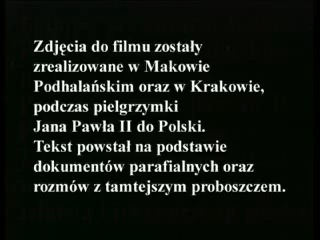 Zdjęcia do filmu zostały
zrealizowane w Makowie
Podhalańskim oraz w Krakowie,
podczas pielgrzymki
Jana Pawła II do Polski.
Tekst powstał na podstawie
dokumentów parafialnych oraz
rozmów z tamtejszym proboszczem.